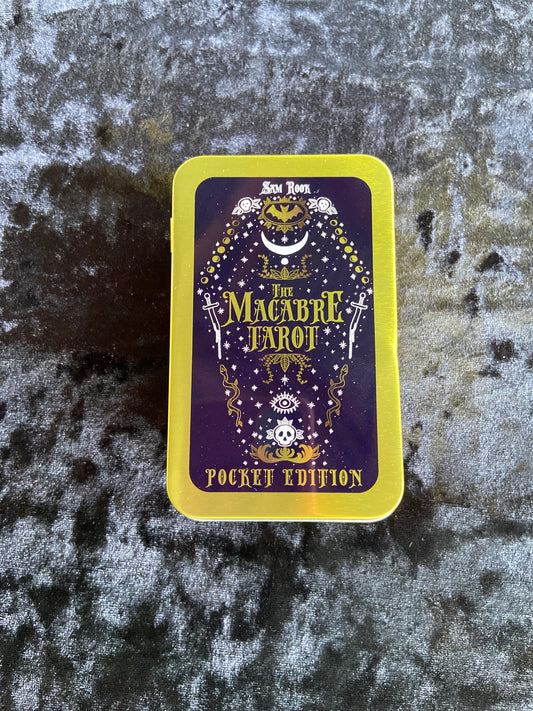 Sam Rook
The
Macabre
Tarot
Pocket Edition